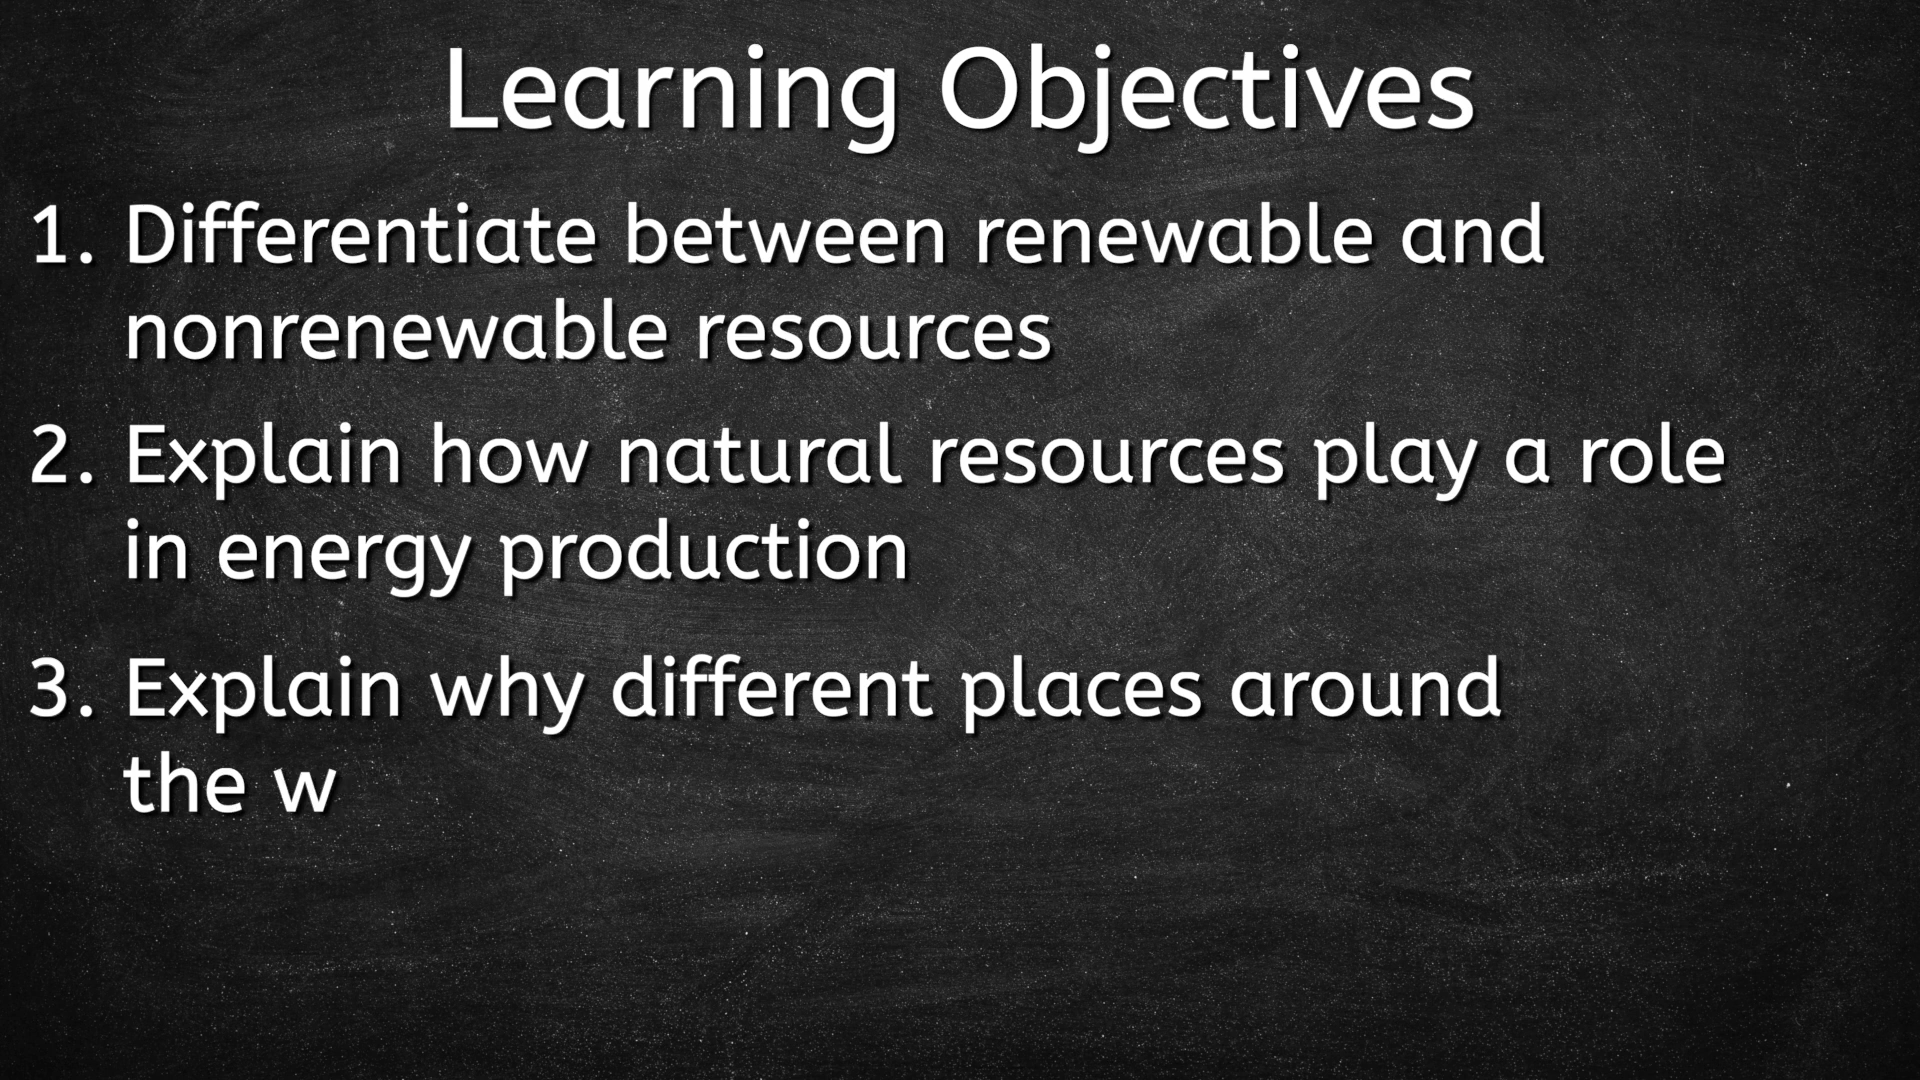 Learning Objectives
1. Differentiate between renewable and
nonrenewable resources
2. Explain how natural resources play a role
in energy production
3. Explain why different places around
the w